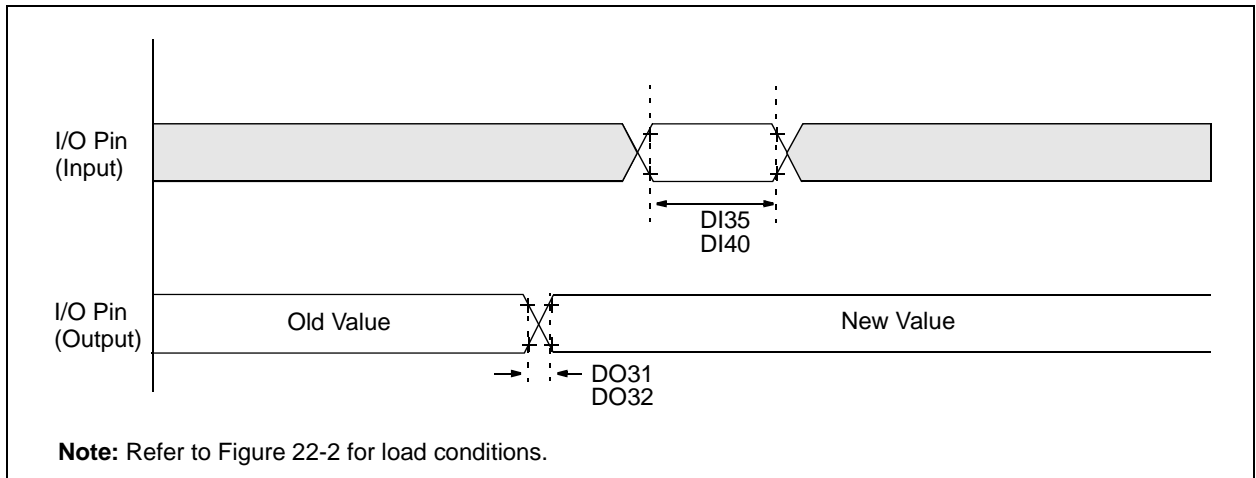 I/O Pin
(Input)
DI35
DI40
I/O Pin
(Output)
Old Value
New Value
DO31
DO32
Note: Refer to Figure 22-2 for load conditions.